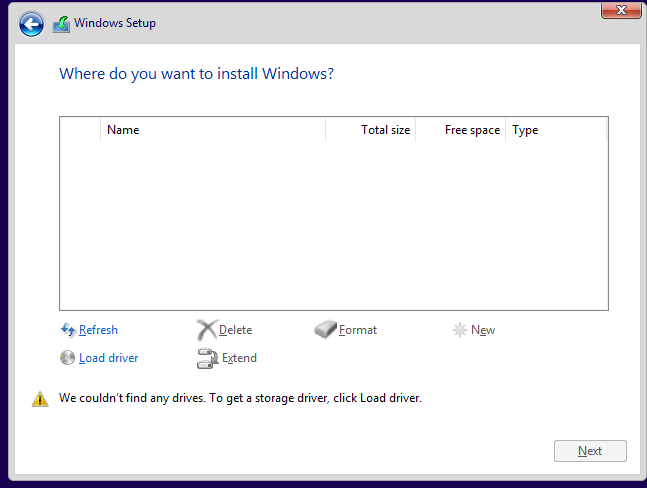 Windows Setup
Where do you want to install Windows?
Name Total size Free space Type
Refresh Delete Format New
Load driver Extend
We couldn't find any drives. To get a storage driver, click Load driver.
Next